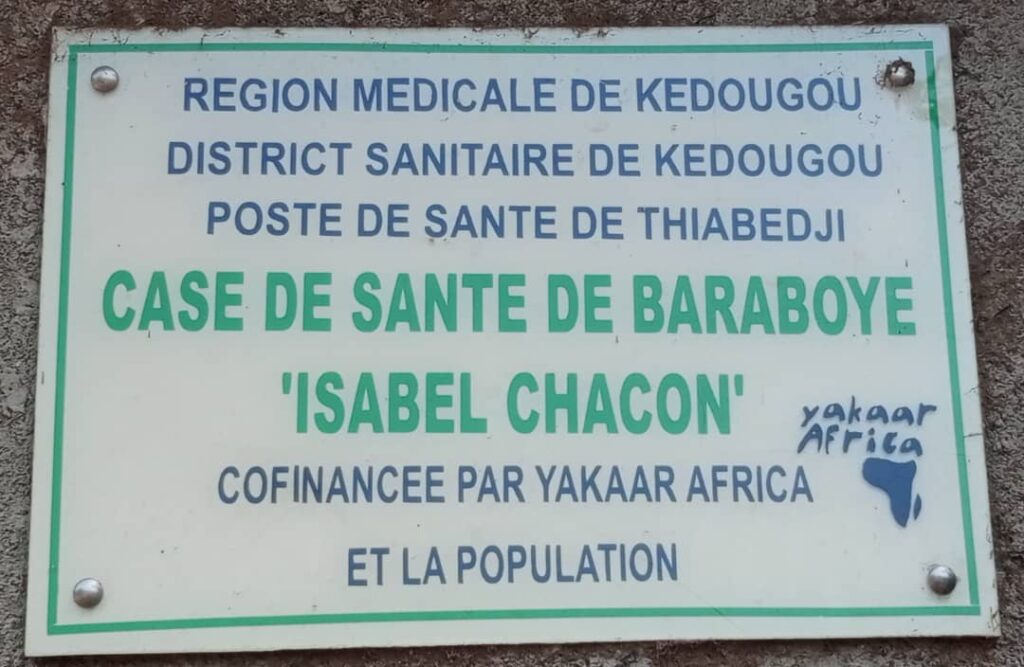 REGION MEDICALE DE KEDOUGOU
DISTRICT SANITAIRE DE KEDOUGOU
POSTE DE SANTE DE THIABEDJI
CASE DE SANTE DE BARABOYE
'ISABEL CHACON'
yakaar
Africa
COFINANCEE PAR YAKAAR AFRICA
ET LA POPULATION